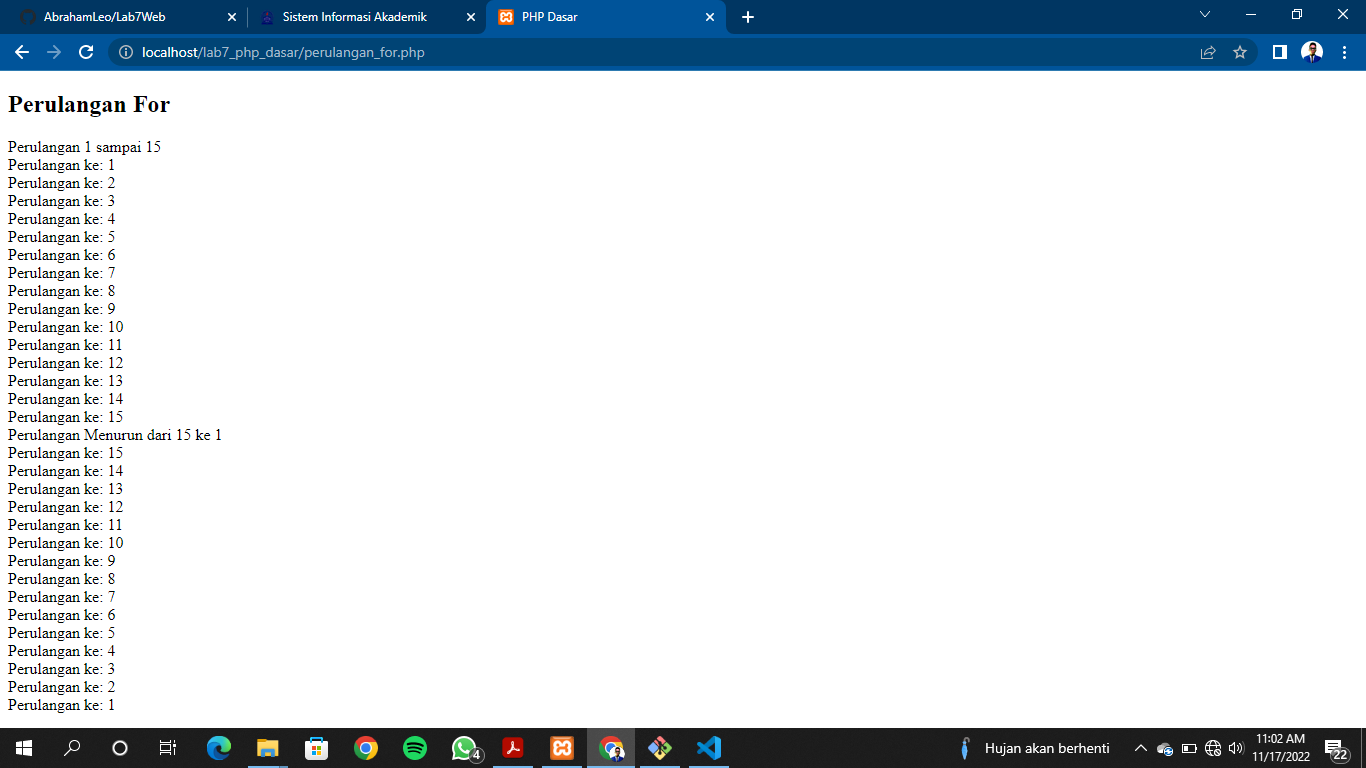 AbrahamLeo/Lab7Web
Sistem Informasi Akademik
PHP Dasar
localhost/lab7_php_dasar/perulangan_for.php
Perulangan For
Perulangan 1 sampai 15
Perulangan ke: 1
Perulangan ke: 2
Perulangan ke: 3
Perulangan ke: 4
Perulangan ke: 5
Perulangan ke: 6
Perulangan ke: 7
Perulangan ke: 8
Perulangan ke: 9
Perulangan ke: 10
Perulangan ke: 11
Perulangan ke: 12
Perulangan ke: 13
Perulangan ke: 14
Perulangan ke: 15
Perulangan Menurun dari 15 ke 1
Perulangan ke: 15
Perulangan ke: 14
Perulangan ke: 13
Perulangan ke: 12
Perulangan ke: 11
Perulangan ke: 10
Perulangan ke: 9
Perulangan ke: 8
Perulangan ke: 7
Perulangan ke: 6
Perulangan ke: 5
Perulangan ke: 4
Perulangan ke: 3
Perulangan ke: 2
Perulangan ke: 1
4
Hujan akan berhenti
11:02 AM
11/17/2022
22